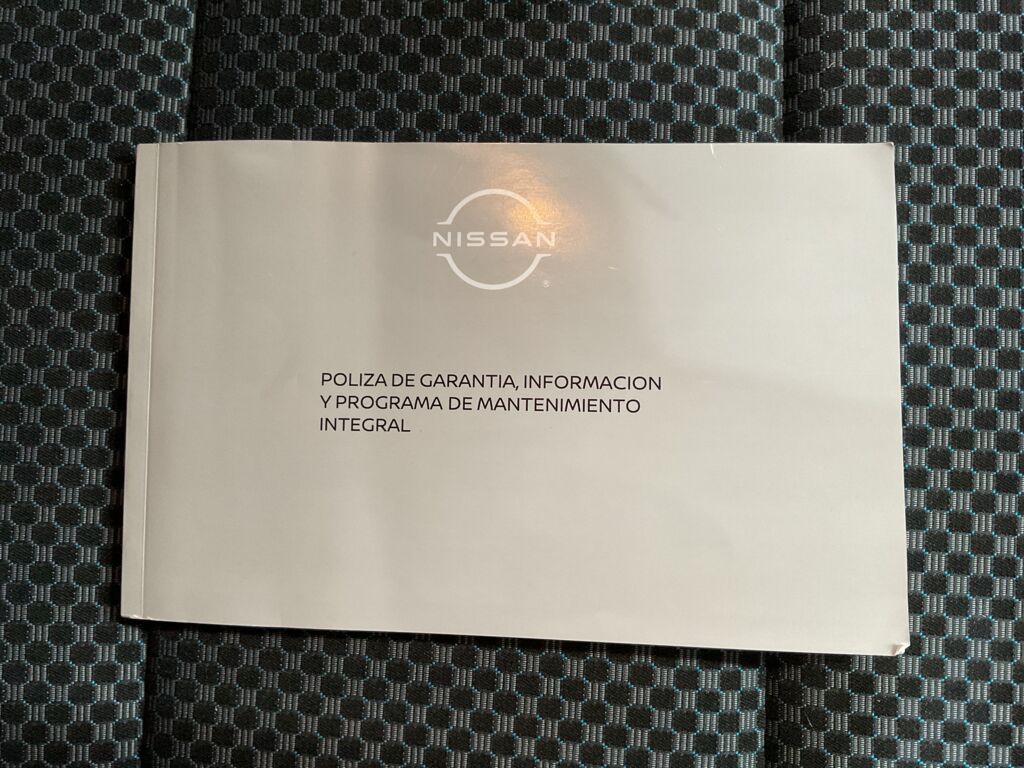 NISSAN
®
POLIZA DE GARANTIA, INFORMACION
Y PROGRAMA DE MANTENIMIENTO
INTEGRAL